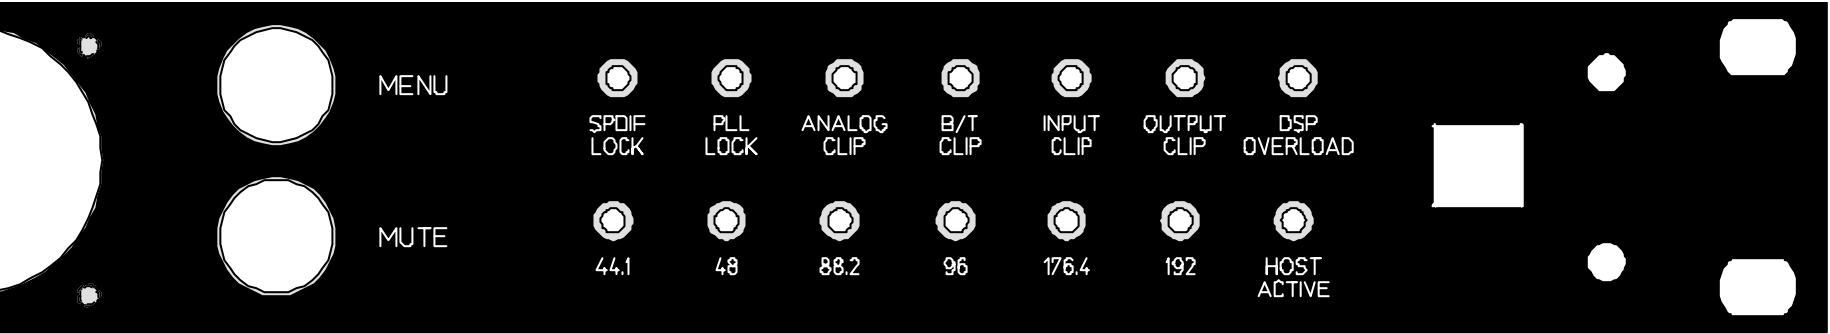 MENU
SPDIF LOCK
PLL LOCK
ANALOG CLIP
B/T CLIP
INPUT CLIP
OUTPUT CLIP
DSP OVERLOAD
MUTE
44.1
48
88.2
96
176.4
192
HOST ACTIVE